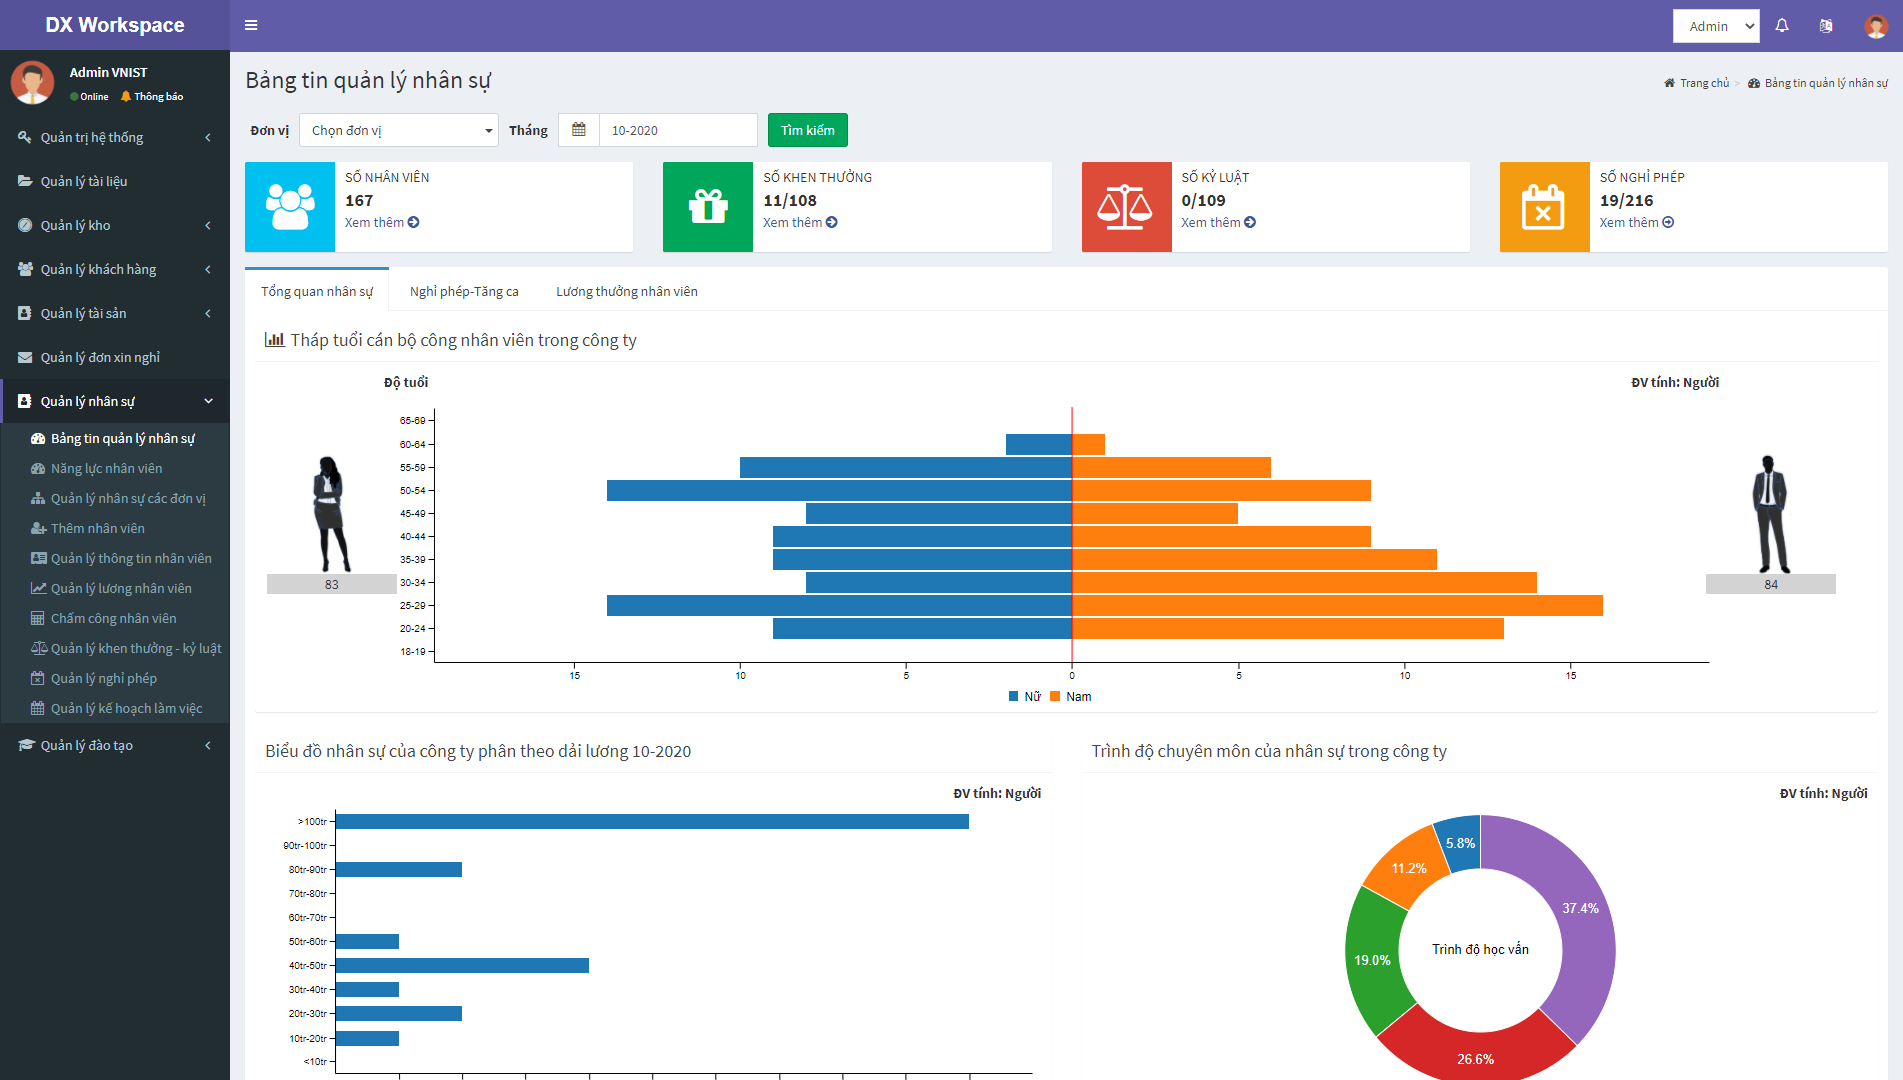 DX Workspace
Admin
Admin VNIST
Online
Thông báo
Quản trị hệ thống
Quản lý tài liệu
Quản lý kho
Quản lý khách hàng
Quản lý tài sản
Quản lý đơn xin nghỉ
Quản lý nhân sự
Bảng tin quản lý nhân sự
Năng lực nhân viên
Quản lý nhân sự các đơn vị
Thêm nhân viên
Quản lý thông tin nhân viên
Quản lý lương nhân viên
Chấm công nhân viên
Quản lý khen thưởng - kỷ luật
Quản lý nghỉ phép
Quản lý kế hoạch làm việc
Quản lý đào tạo
Bảng tin quản lý nhân sự
Trang chủ > Bảng tin quản lý nhân sự
Đơn vị Chọn đơn vị Tháng 10-2020 Tìm kiếm
SỐ NHÂN VIÊN
167
Xem thêm
SỐ KHEN THƯỞNG
11/108
Xem thêm
SỐ KỶ LUẬT
0/109
Xem thêm
SỐ NGHỈ PHÉP
19/216
Xem thêm
Tổng quan nhân sự
Nghỉ phép-Tăng ca
Lương thưởng nhân viên
Tháp tuổi cán bộ công nhân viên trong công ty
Độ tuổi
ĐV tính: Người
65-69
60-64
55-59
50-54
45-49
40-44
35-39
30-34
25-29
20-24
18-19
83
84
15 10 5 0 5 10 15
Nữ Nam
Biểu đồ nhân sự của công ty phân theo dải lương 10-2020
ĐV tính: Người
>100tr
90tr-100tr
80tr-90tr
70tr-80tr
60tr-70tr
50tr-60tr
40tr-50tr
30tr-40tr
20tr-30tr
10tr-20tr
<10tr
Trình độ chuyên môn của nhân sự trong công ty
ĐV tính: Người
5.8%
11.2%
37.4%
Trình độ học vấn
19.0%
26.6%